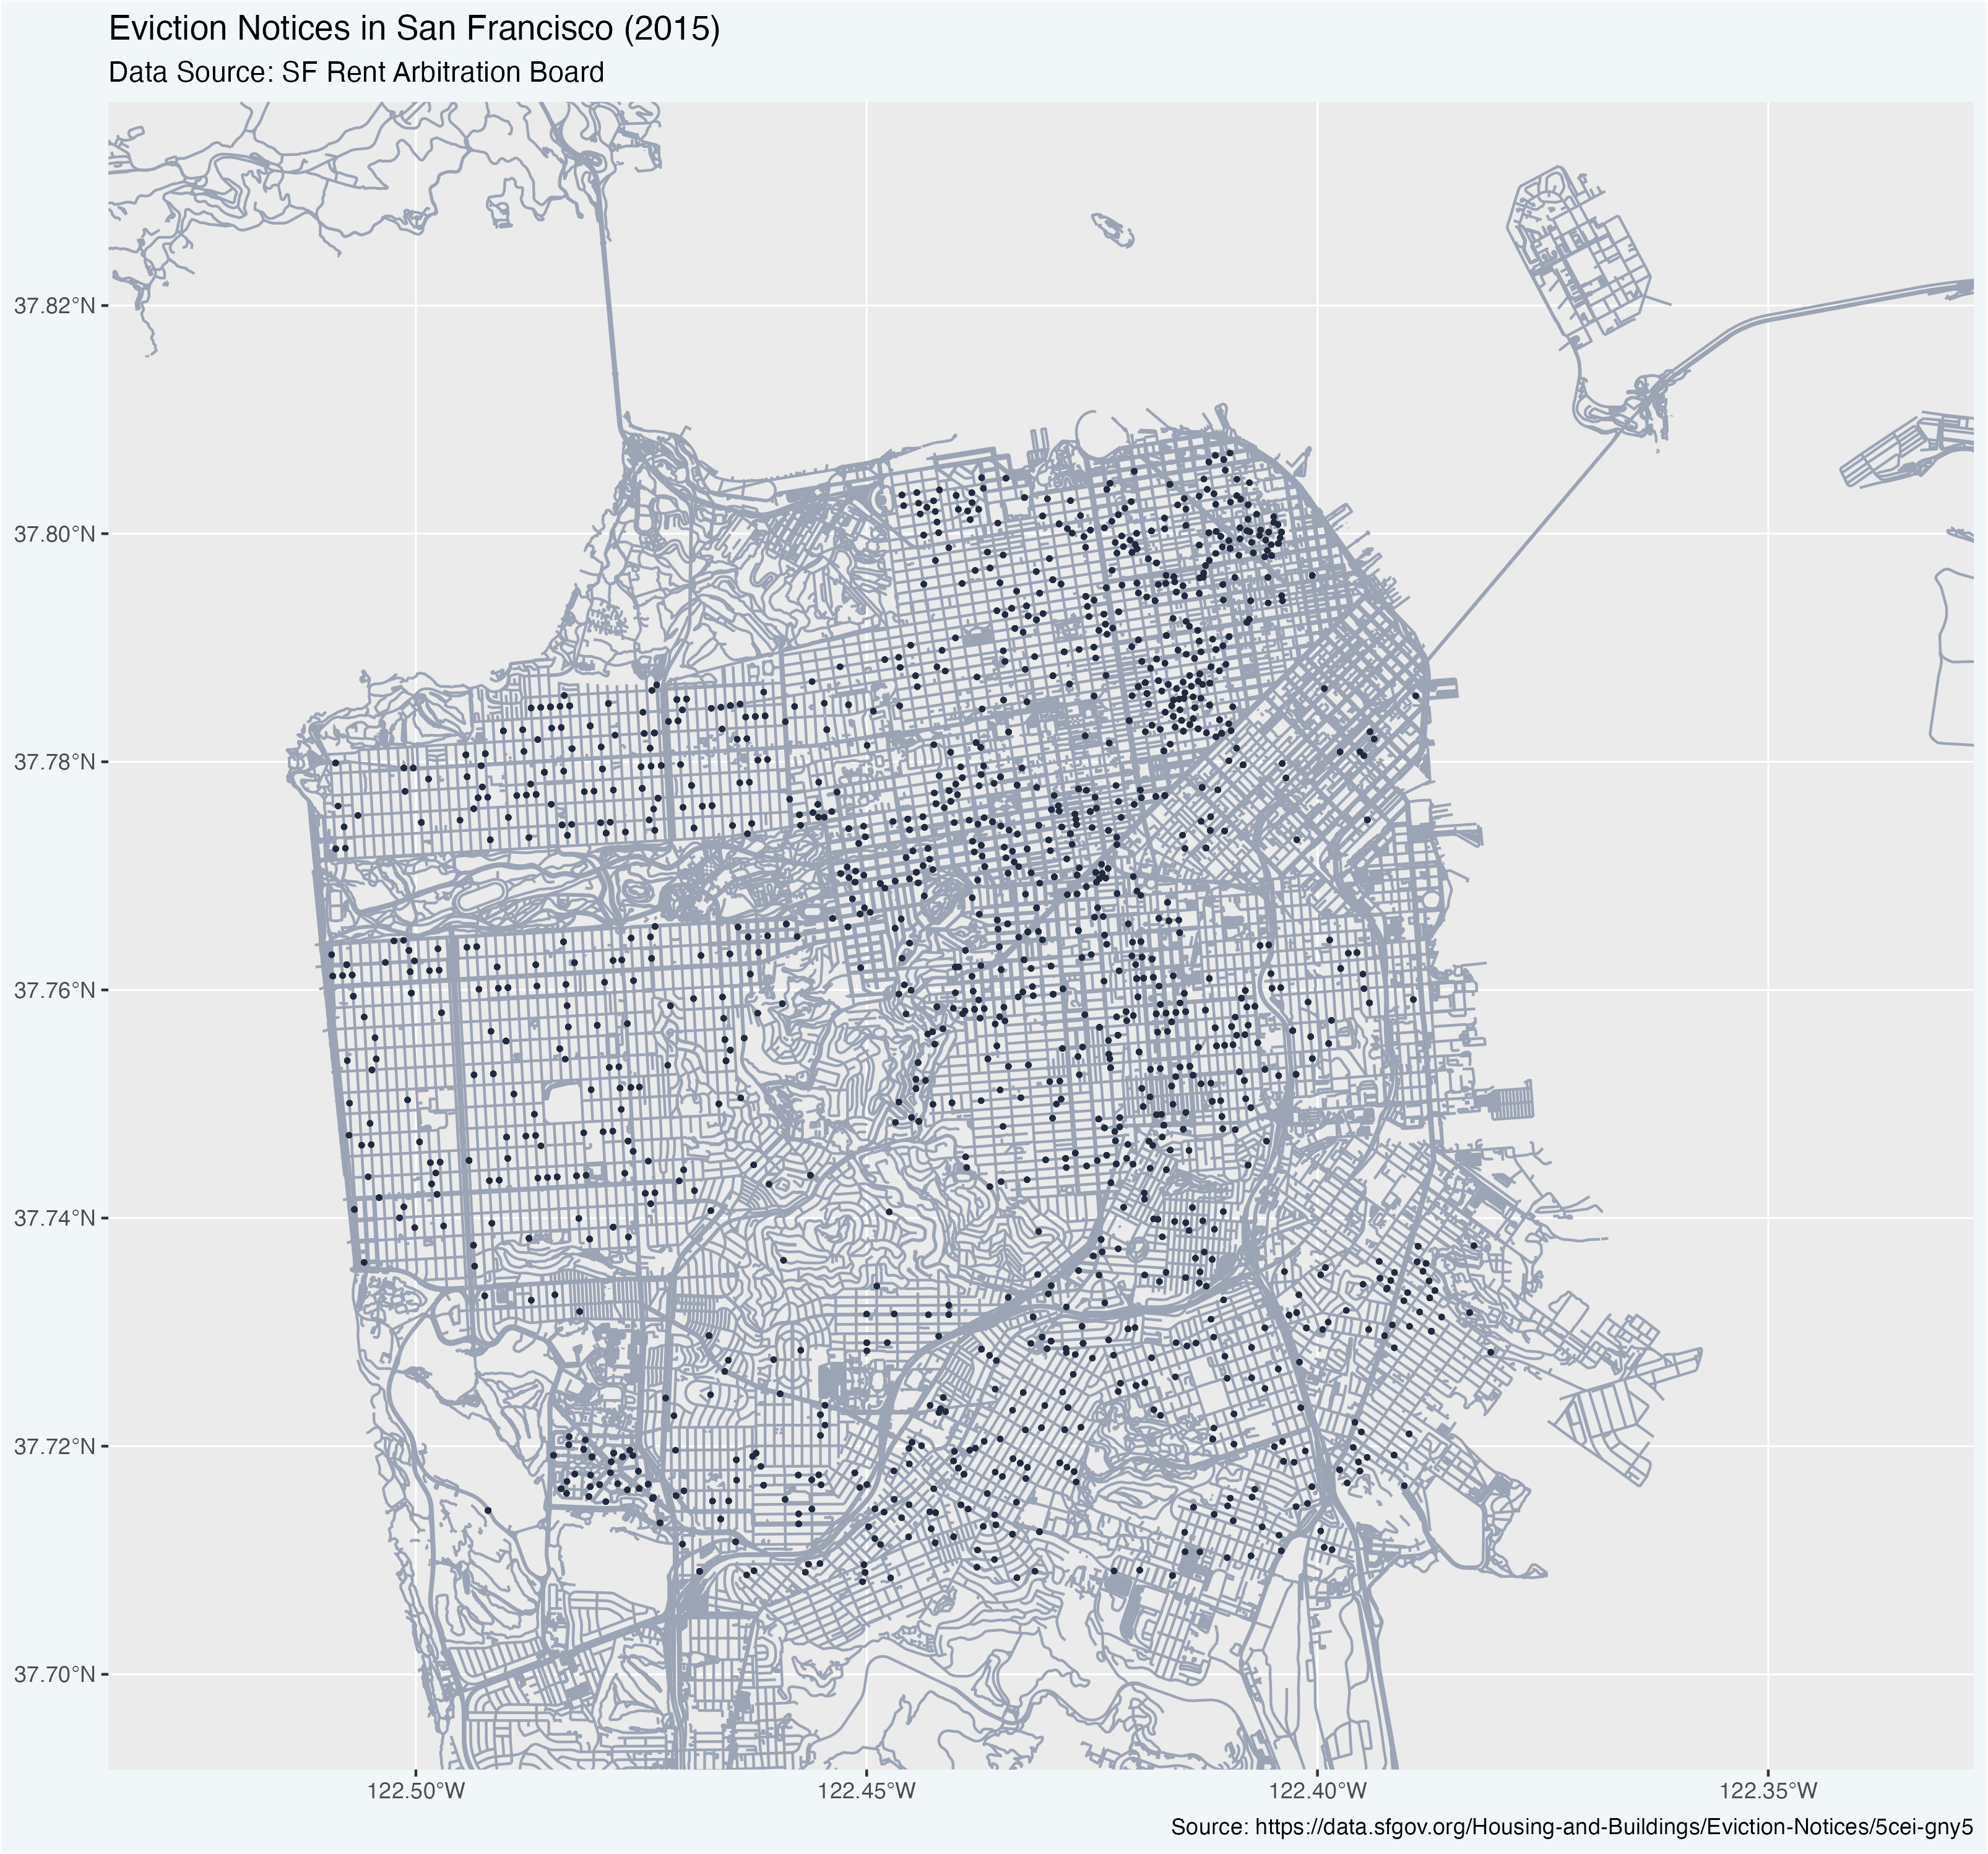 Eviction Notices in San Francisco (2015)
Data Source: SF Rent Arbitration Board
37.82°N
37.80°N
37.78°N
37.76°N
37.74°N
37.72°N
37.70°N
122.50°W
122.45°W
122.40°W
122.35°W
Source: https://data.sfgov.org/Housing-and-Buildings/Eviction-Notices/5cei-gny5